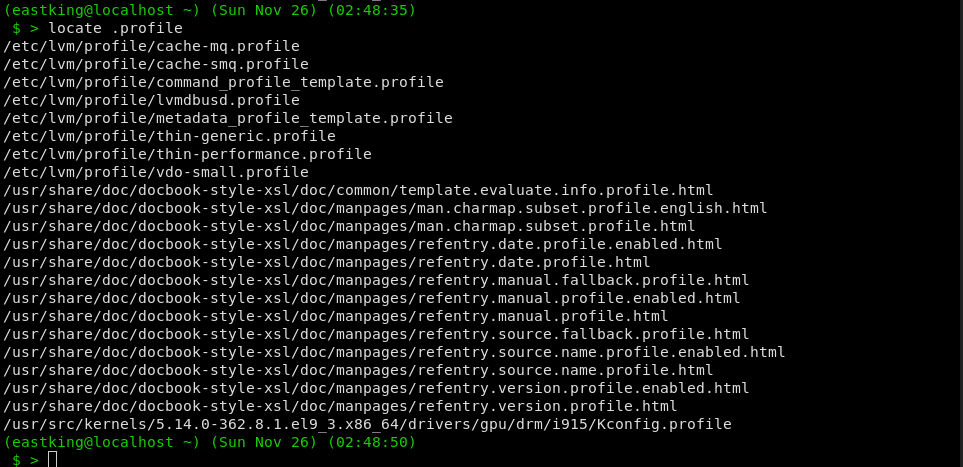 (eastking@localhost ~) (Sun Nov 26) (02:48:35)
$ > locate .profile
/etc/lvm/profile/cache-mq.profile
/etc/lvm/profile/cache-smq.profile
/etc/lvm/profile/command_profile_template.profile
/etc/lvm/profile/lvmdbusd.profile
/etc/lvm/profile/metadata_profile_template.profile
/etc/lvm/profile/thin-generic.profile
/etc/lvm/profile/thin-performance.profile
/etc/lvm/profile/vdo-small.profile
/usr/share/doc/docbook-style-xsl/doc/common/template.evaluate.info.profile.html
/usr/share/doc/docbook-style-xsl/doc/manpages/man.charmap.subset.profile.english.html
/usr/share/doc/docbook-style-xsl/doc/manpages/man.charmap.subset.profile.html
/usr/share/doc/docbook-style-xsl/doc/manpages/refentry.date.profile.enabled.html
/usr/share/doc/docbook-style-xsl/doc/manpages/refentry.date.profile.html
/usr/share/doc/docbook-style-xsl/doc/manpages/refentry.manual.fallback.profile.html
/usr/share/doc/docbook-style-xsl/doc/manpages/refentry.manual.profile.enabled.html
/usr/share/doc/docbook-style-xsl/doc/manpages/refentry.manual.profile.html
/usr/share/doc/docbook-style-xsl/doc/manpages/refentry.source.fallback.profile.html
/usr/share/doc/docbook-style-xsl/doc/manpages/refentry.source.name.profile.enabled.html
/usr/share/doc/docbook-style-xsl/doc/manpages/refentry.source.name.profile.html
/usr/share/doc/docbook-style-xsl/doc/manpages/refentry.version.profile.enabled.html
/usr/share/doc/docbook-style-xsl/doc/manpages/refentry.version.profile.html
/usr/src/kernels/5.14.0-362.8.1.el9_3.x86_64/drivers/gpu/drm/i915/Kconfig.profile
(eastking@localhost ~) (Sun Nov 26) (02:48:50)
$ >